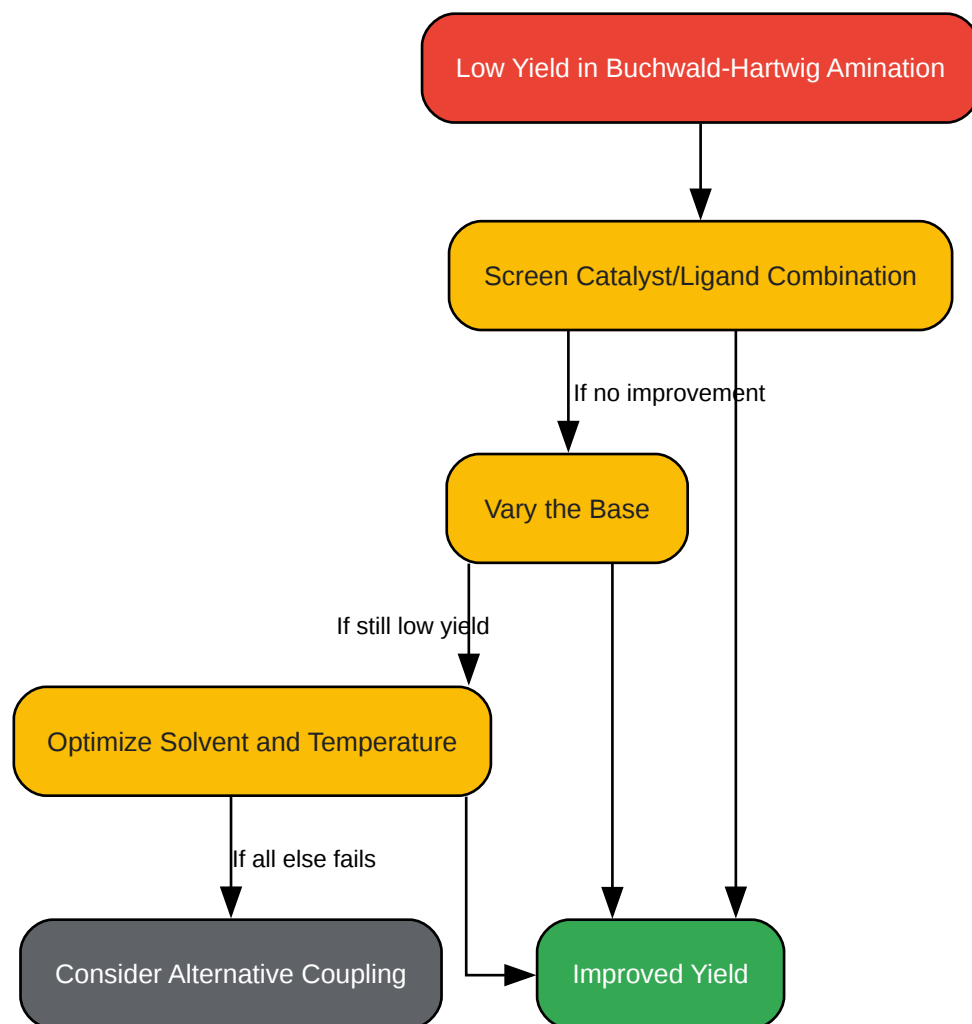 Low Yield in Buchwald-Hartwig Amination
Screen Catalyst/Ligand Combination
If no improvement
Vary the Base
If still low yield
Optimize Solvent and Temperature
If all else fails
Consider Alternative Coupling
Improved Yield